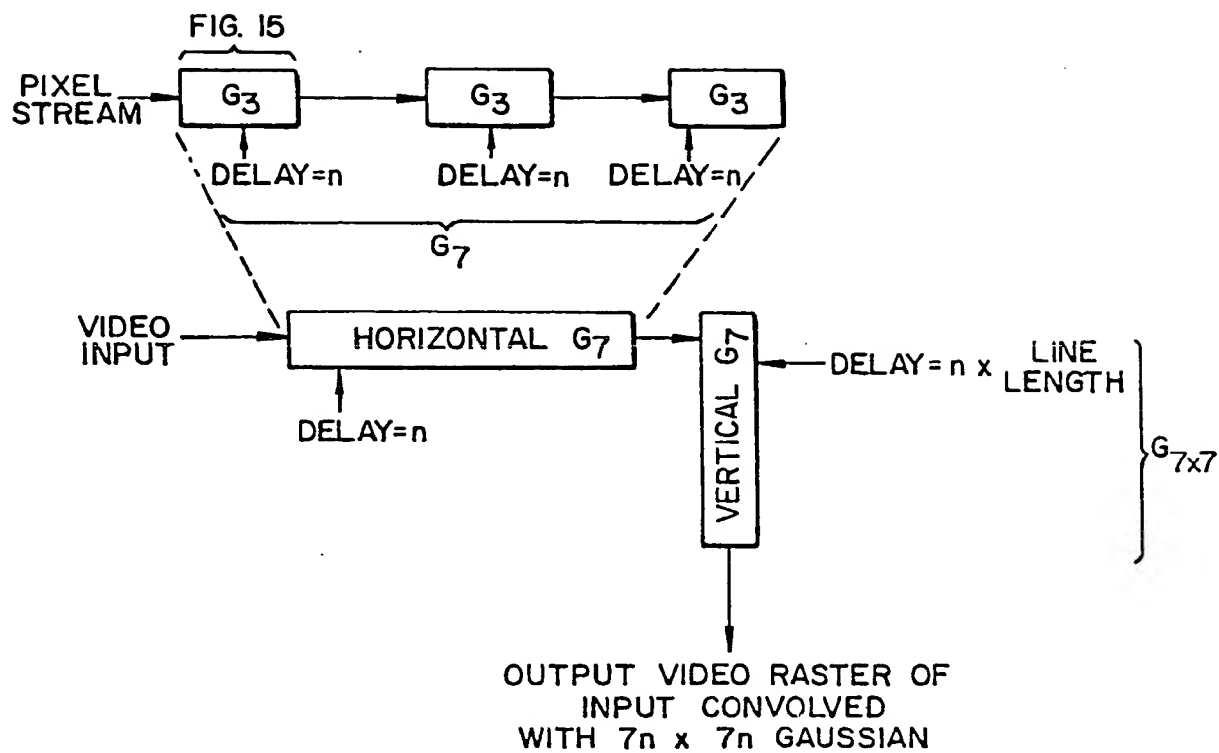 FIG. 15
PIXEL
STREAM
G3
G3
G3
DELAY=n
DELAY=n
DELAY=n
G7
VIDEO
INPUT
HORIZONTAL G7
VERTICAL G7
DELAY=n x LINE
LENGTH
DELAY=n
G7x7
OUTPUT VIDEO RASTER OF
INPUT CONVOLVED
WITH 7n x 7n GAUSSIAN